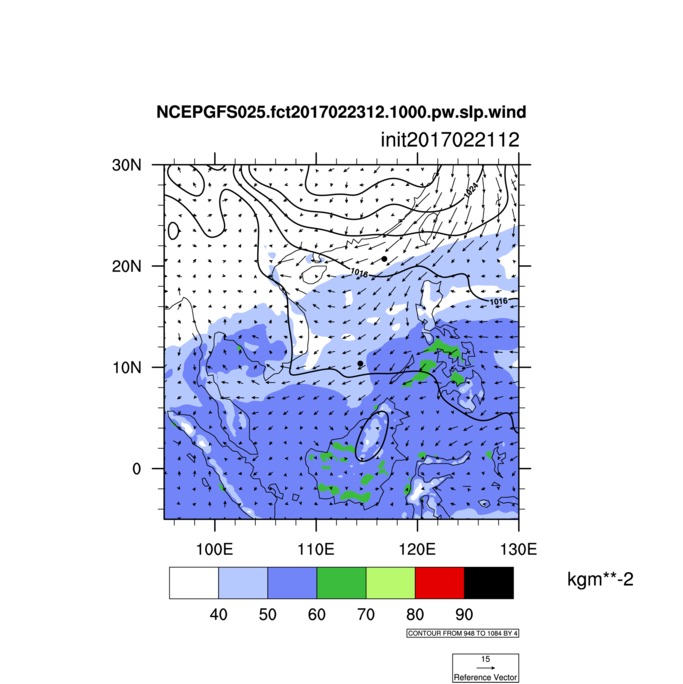 NCEPGFS025.fct2017022312.1000.pw.slp.wind
init2017022112
30N
1024
20N
1016
1016
10N
0
100E 110E 120E 130E
kgm**-2
40 50 60 70 80 90
CONTOUR FROM 948 TO 1084 BY 4
15
Reference Vector